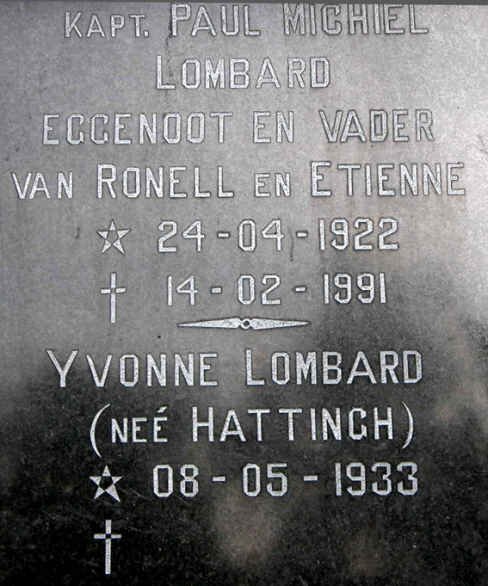 KAPT. PAUL MICHIEL
LOMBARD
EGGENOOT EN VADER
VAN RONELL EN ETIENNE
☆ 24-04-1922
† 14-02-1991
YVONNE LOMBARD
(NEÉ HATTINGH)
☆ 08-05-1933
†